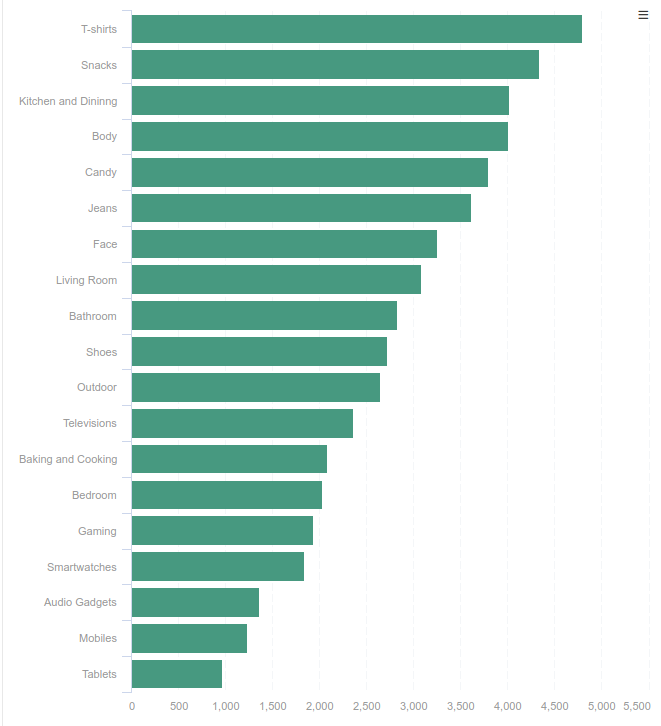 T-shirts
Snacks
Kitchen and Dininng
Body
Candy
Jeans
Face
Living Room
Bathroom
Shoes
Outdoor
Televisions
Baking and Cooking
Bedroom
Gaming
Smartwatches
Audio Gadgets
Mobiles
Tablets
0 500 1,000 1,500 2,000 2,500 3,000 3,500 4,000 4,500 5,000 5,500